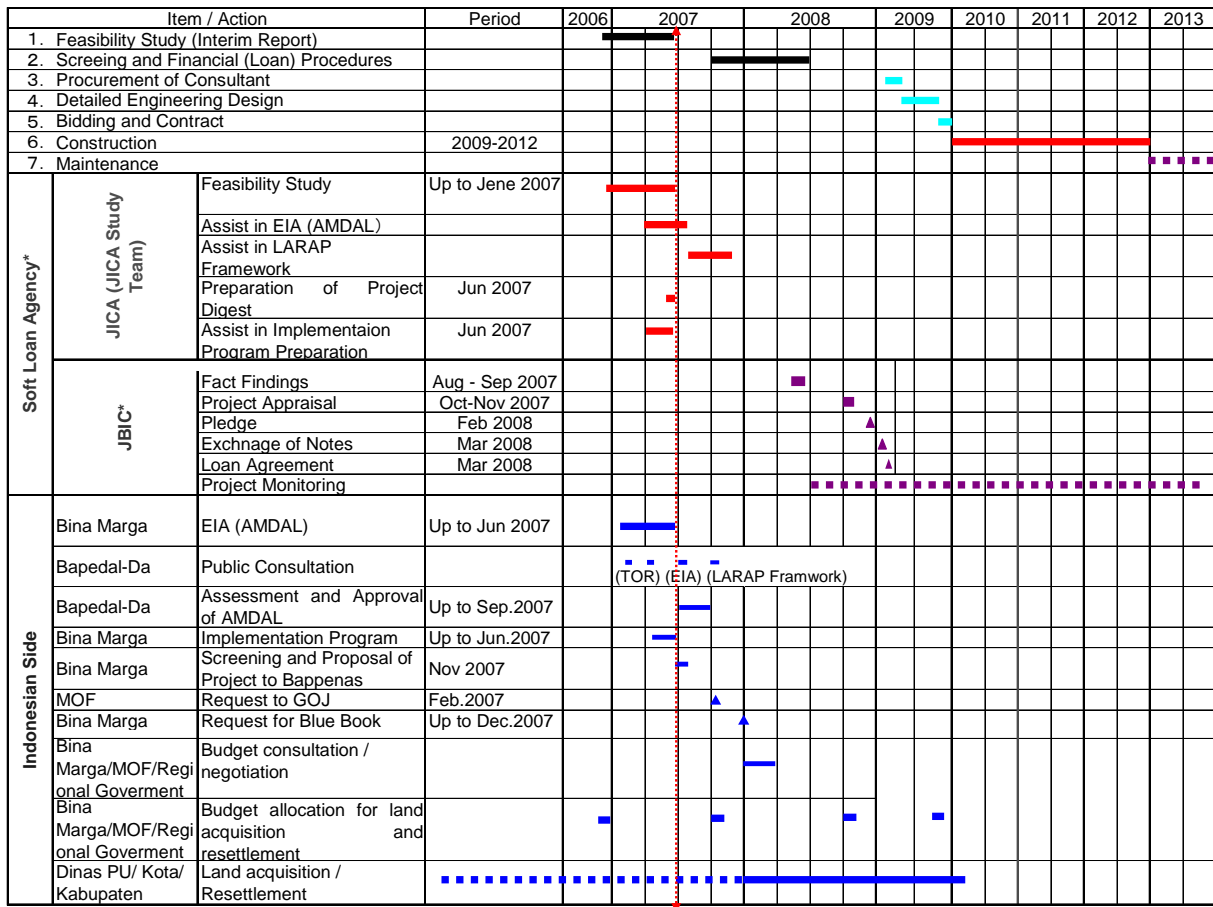 Item / Action Period 2006 2007 2008 2009 2010 2011 2012 2013
1. Feasibility Study (Interim Report)
2. Screeing and Financial (Loan) Procedures
3. Procurement of Consultant
4. Detailed Engineering Design
5. Bidding and Contract
6. Construction 2009-2012
7. Maintenance
Soft Loan Agency*
JICA (JICA Study
Team)
Feasibility Study Up to Jene 2007
Assist in EIA (AMDAL)
Assist in LARAP
Framework
Preparation of Project Jun 2007
Digest
Assist in Implementaion Jun 2007
Program Preparation
JBIC*
Fact Findings Aug - Sep 2007
Project Appraisal Oct-Nov 2007
Pledge Feb 2008
Exchnage of Notes Mar 2008
Loan Agreement Mar 2008
Project Monitoring
Indonesian Side
Bina Marga EIA (AMDAL) Up to Jun 2007
Bapedal-Da Public Consultation
(TOR) (EIA) (LARAP Framwork)
Bapedal-Da Assessment and Approval
of AMDAL Up to Sep.2007
Bina Marga Implementation Program Up to Jun.2007
Bina Marga Screening and Proposal of
Project to Bappenas Nov 2007
MOF Request to GOJ Feb.2007
Bina Marga Request for Blue Book Up to Dec.2007
Bina
Marga/MOF/Regi
onal Goverment
Budget consultation /
negotiation
Bina
Marga/MOF/Regi
onal Goverment
Budget allocation for land
acquisition and
resettlement
Dinas PU/ Kota/
Kabupaten
Land acquisition /
Resettlement